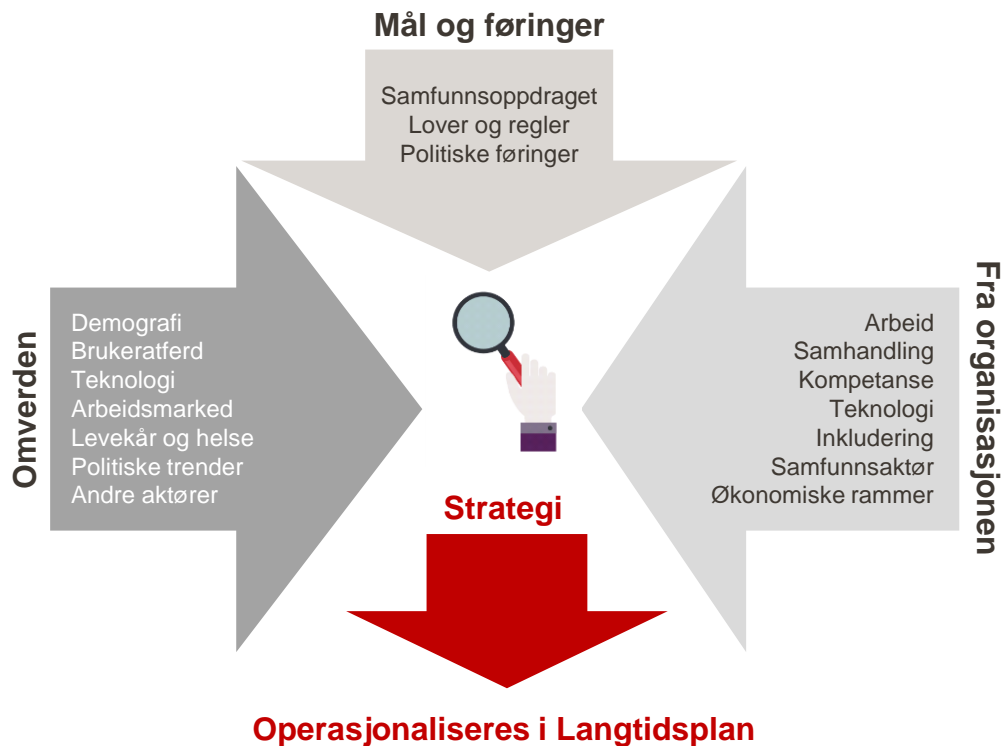 Mål og føringer
Samfunnsoppdraget
Lover og regler
Politiske føringer
Omverden
Demografi
Brukeratferd
Teknologi
Arbeidsmarked
Levekår og helse
Politiske trender
Andre aktører
Fra organisasjonen
Arbeid
Samhandling
Kompetanse
Teknologi
Inkludering
Samfunnsaktør
Økonomiske rammer
Strategi
Operasjonaliseres i Langtidsplan